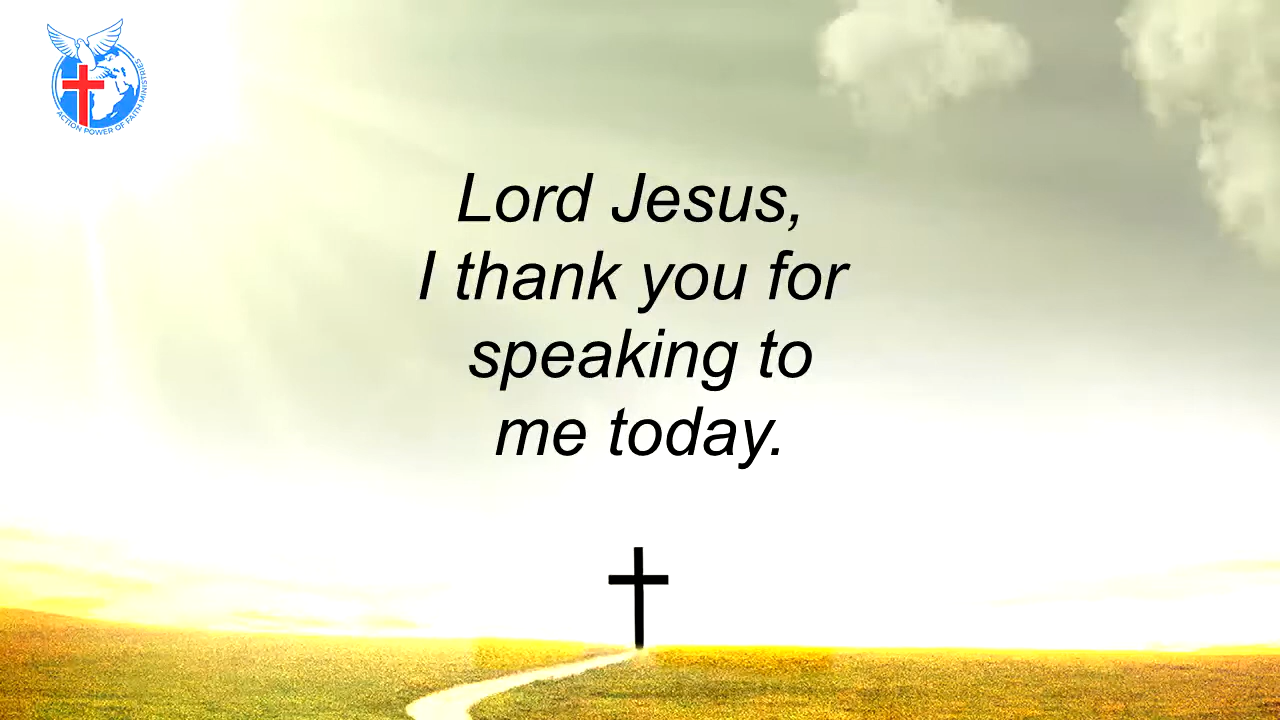 ACTION POWER OF FAITH MINISTRIES
Lord Jesus,
I thank you for
speaking to
me today.